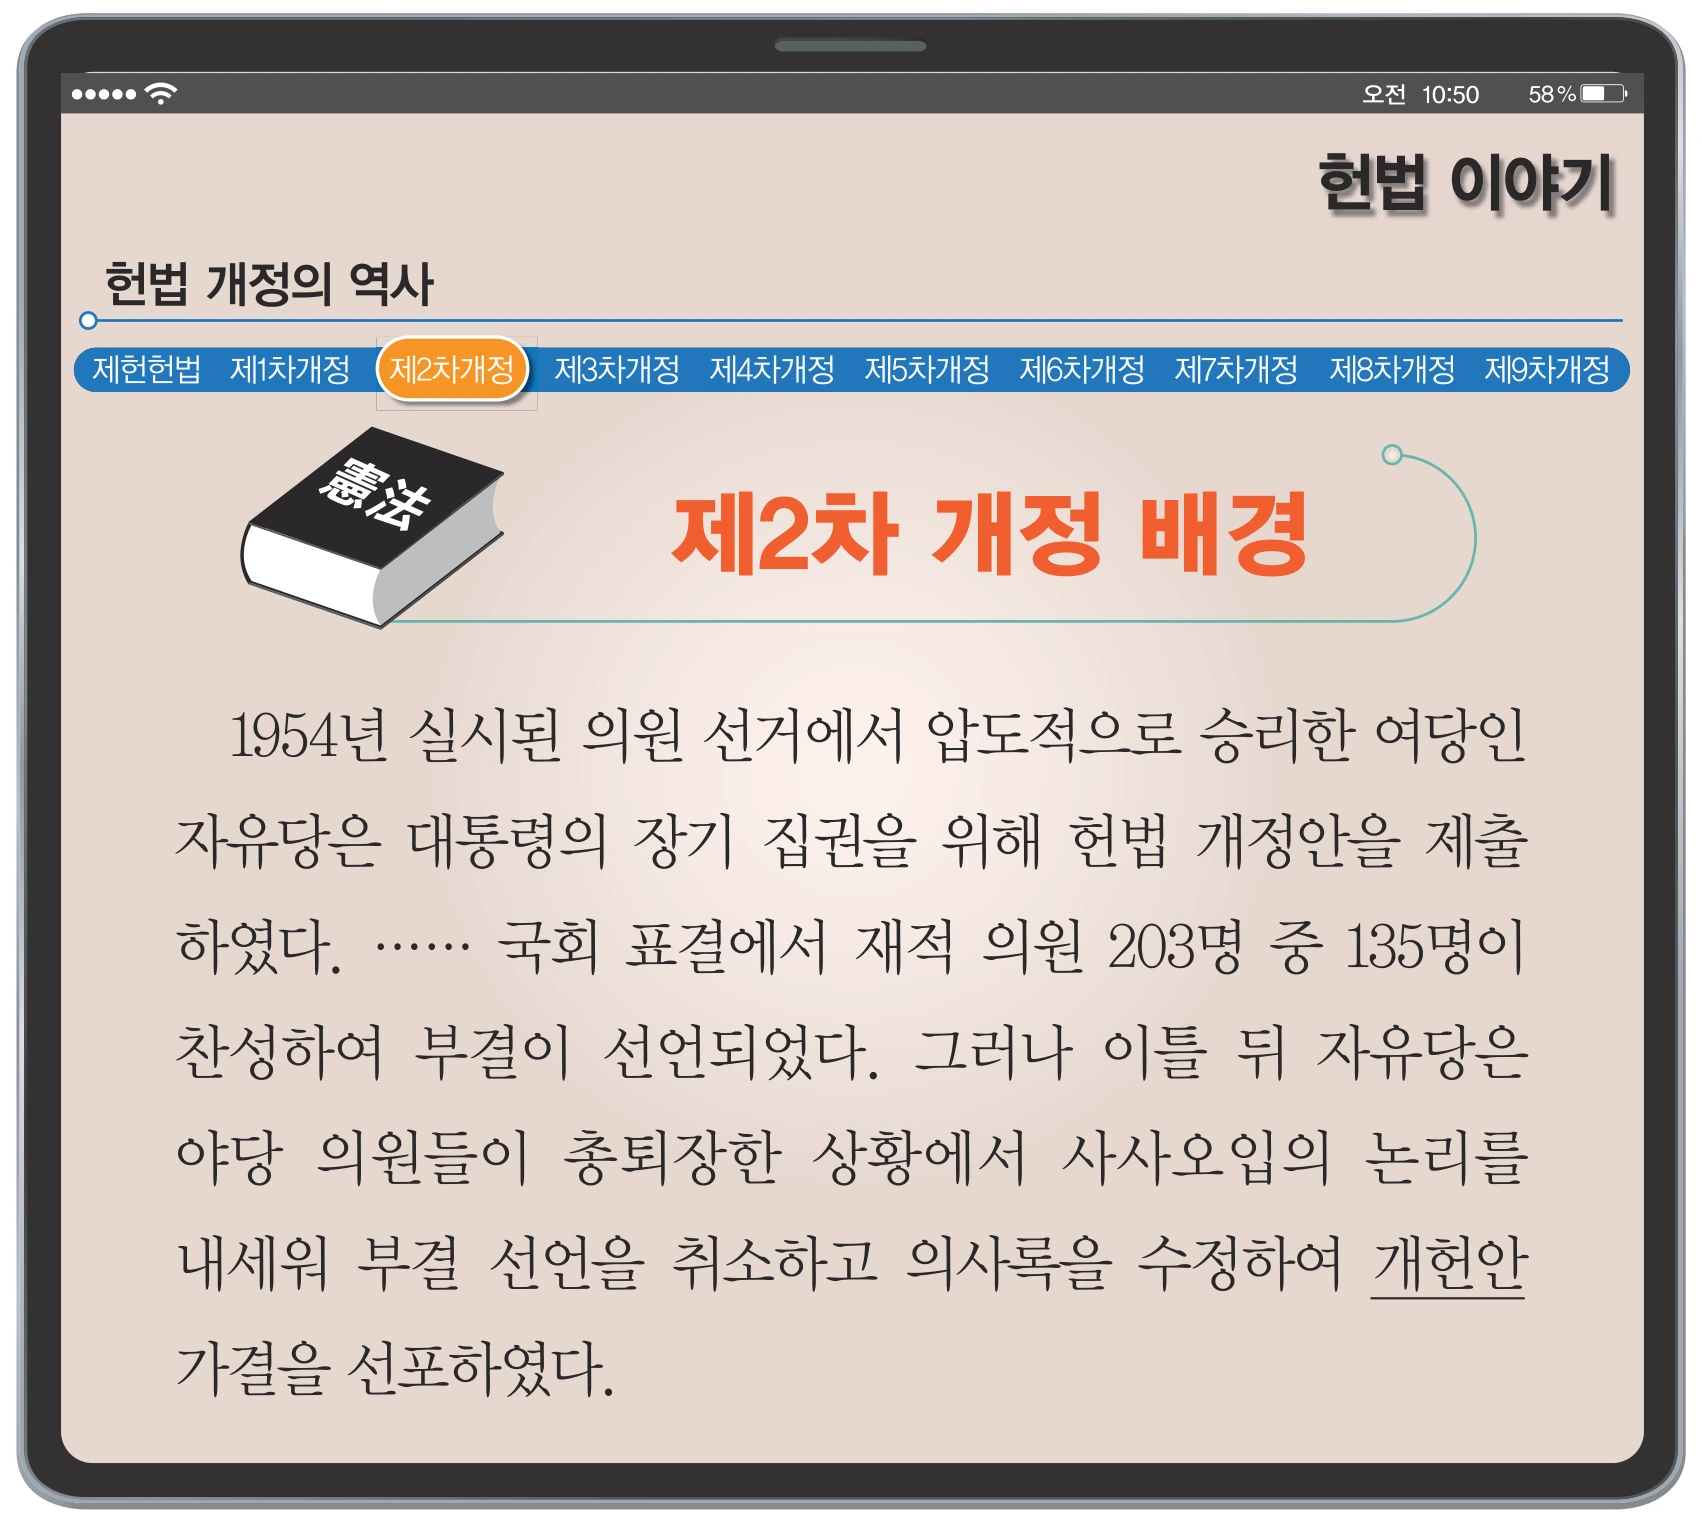 오전 10:50 58%
헌법 이야기
헌법 개정의 역사
제헌헌법 제1차개정 제2차개정 제3차개정 제4차개정 제5차개정 제6차개정 제7차개정 제8차개정 제9차개정
憲法
제2차 개정 배경
1954년 실시된 의원 선거에서 압도적으로 승리한 여당인
자유당은 대통령의 장기 집권을 위해 헌법 개정안을 제출
하였다. …… 국회 표결에서 재적 의원 203명 중 135명이
찬성하여 부결이 선언되었다. 그러나 이틀 뒤 자유당은
야당 의원들이 총퇴장한 상황에서 사사오입의 논리를
내세워 부결 선언을 취소하고 의사록을 수정하여 개헌안
가결을 선포하였다.